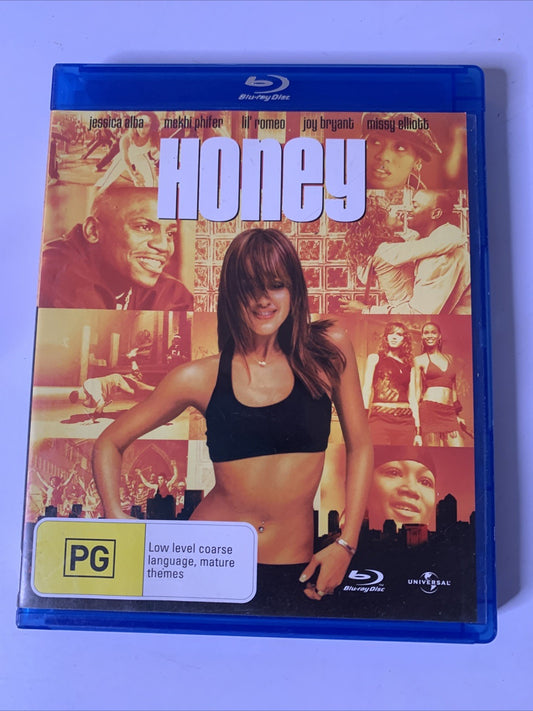 Blu-ray Disc
jessica alba mekhi phifer lil' romeo joy bryant missy elliott
Honey
PG
Low level coarse
language, mature
themes
Blu-ray Disc
UNIVERSAL